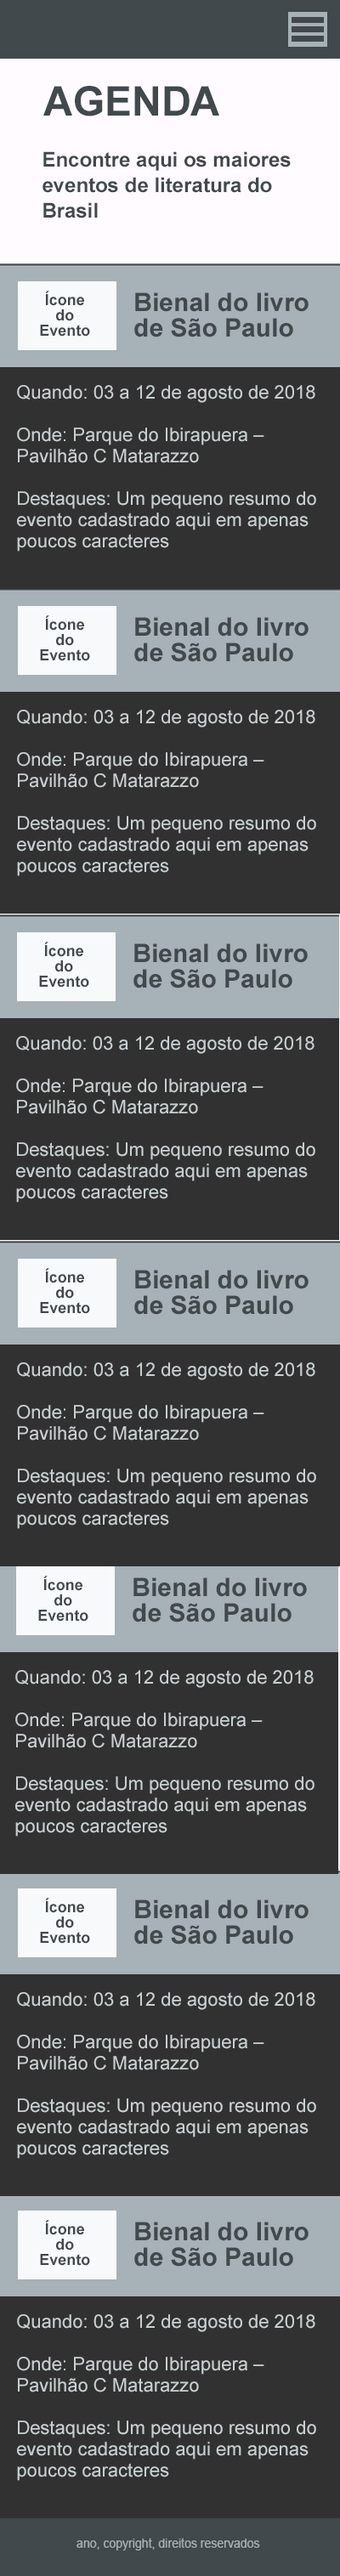 AGENDA
Encontre aqui os maiores
eventos de literatura do
Brasil
Ícone
do
Evento
Bienal do livro
de São Paulo
Quando: 03 a 12 de agosto de 2018
Onde: Parque do Ibirapuera –
Pavilhão C Matarazzo
Destaques: Um pequeno resumo do
evento cadastrado aqui em apenas
poucos caracteres
Ícone
do
Evento
Bienal do livro
de São Paulo
Quando: 03 a 12 de agosto de 2018
Onde: Parque do Ibirapuera –
Pavilhão C Matarazzo
Destaques: Um pequeno resumo do
evento cadastrado aqui em apenas
poucos caracteres
Ícone
do
Evento
Bienal do livro
de São Paulo
Quando: 03 a 12 de agosto de 2018
Onde: Parque do Ibirapuera –
Pavilhão C Matarazzo
Destaques: Um pequeno resumo do
evento cadastrado aqui em apenas
poucos caracteres
Ícone
do
Evento
Bienal do livro
de São Paulo
Quando: 03 a 12 de agosto de 2018
Onde: Parque do Ibirapuera –
Pavilhão C Matarazzo
Destaques: Um pequeno resumo do
evento cadastrado aqui em apenas
poucos caracteres
Ícone
do
Evento
Bienal do livro
de São Paulo
Quando: 03 a 12 de agosto de 2018
Onde: Parque do Ibirapuera –
Pavilhão C Matarazzo
Destaques: Um pequeno resumo do
evento cadastrado aqui em apenas
poucos caracteres
Ícone
do
Evento
Bienal do livro
de São Paulo
Quando: 03 a 12 de agosto de 2018
Onde: Parque do Ibirapuera –
Pavilhão C Matarazzo
Destaques: Um pequeno resumo do
evento cadastrado aqui em apenas
poucos caracteres
Ícone
do
Evento
Bienal do livro
de São Paulo
Quando: 03 a 12 de agosto de 2018
Onde: Parque do Ibirapuera –
Pavilhão C Matarazzo
Destaques: Um pequeno resumo do
evento cadastrado aqui em apenas
poucos caracteres
ano, copyright, direitos reservados